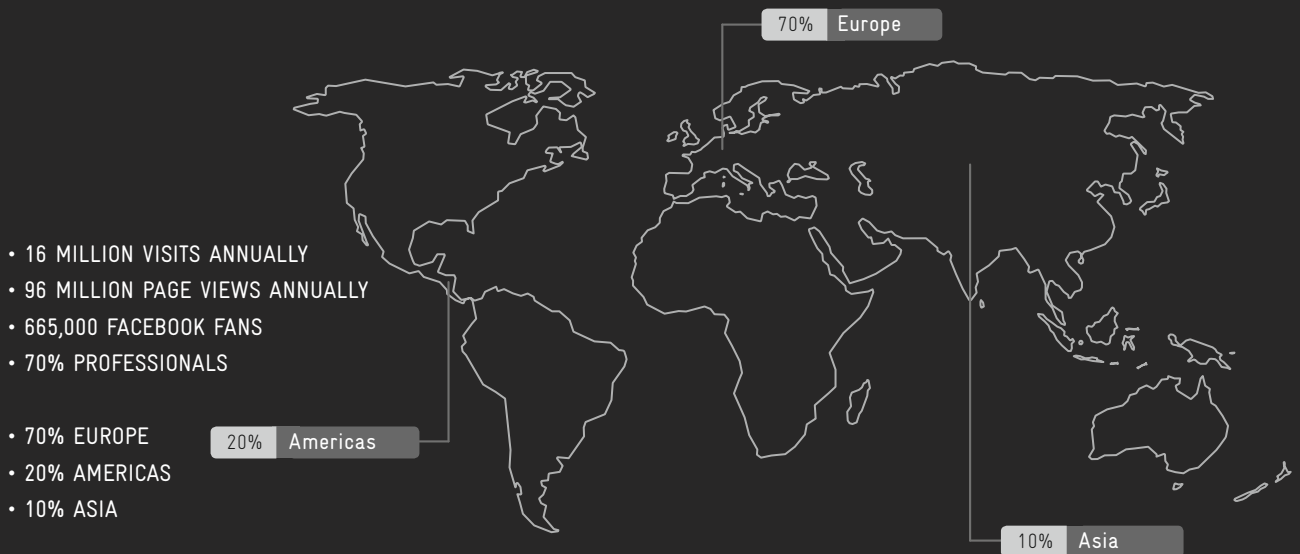 70% Europe
• 16 MILLION VISITS ANNUALLY
• 96 MILLION PAGE VIEWS ANNUALLY
• 665,000 FACEBOOK FANS
• 70% PROFESSIONALS
• 70% EUROPE
• 20% AMERICAS
• 10% ASIA
20% Americas
10% Asia